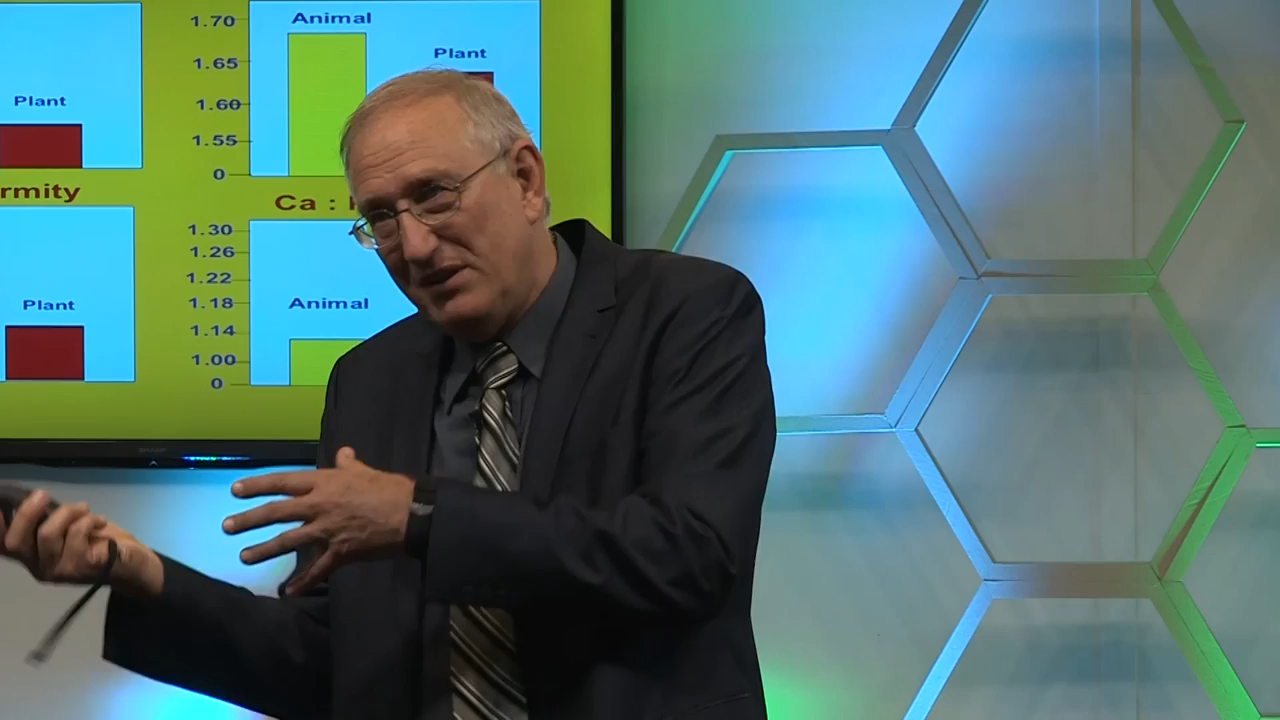 Plant
rmity
Plant
1.70
1.65
1.60
1.55
0
Animal
Plant
Ca :
1.30
1.26
1.22
1.18
1.14
1.00
0
Animal